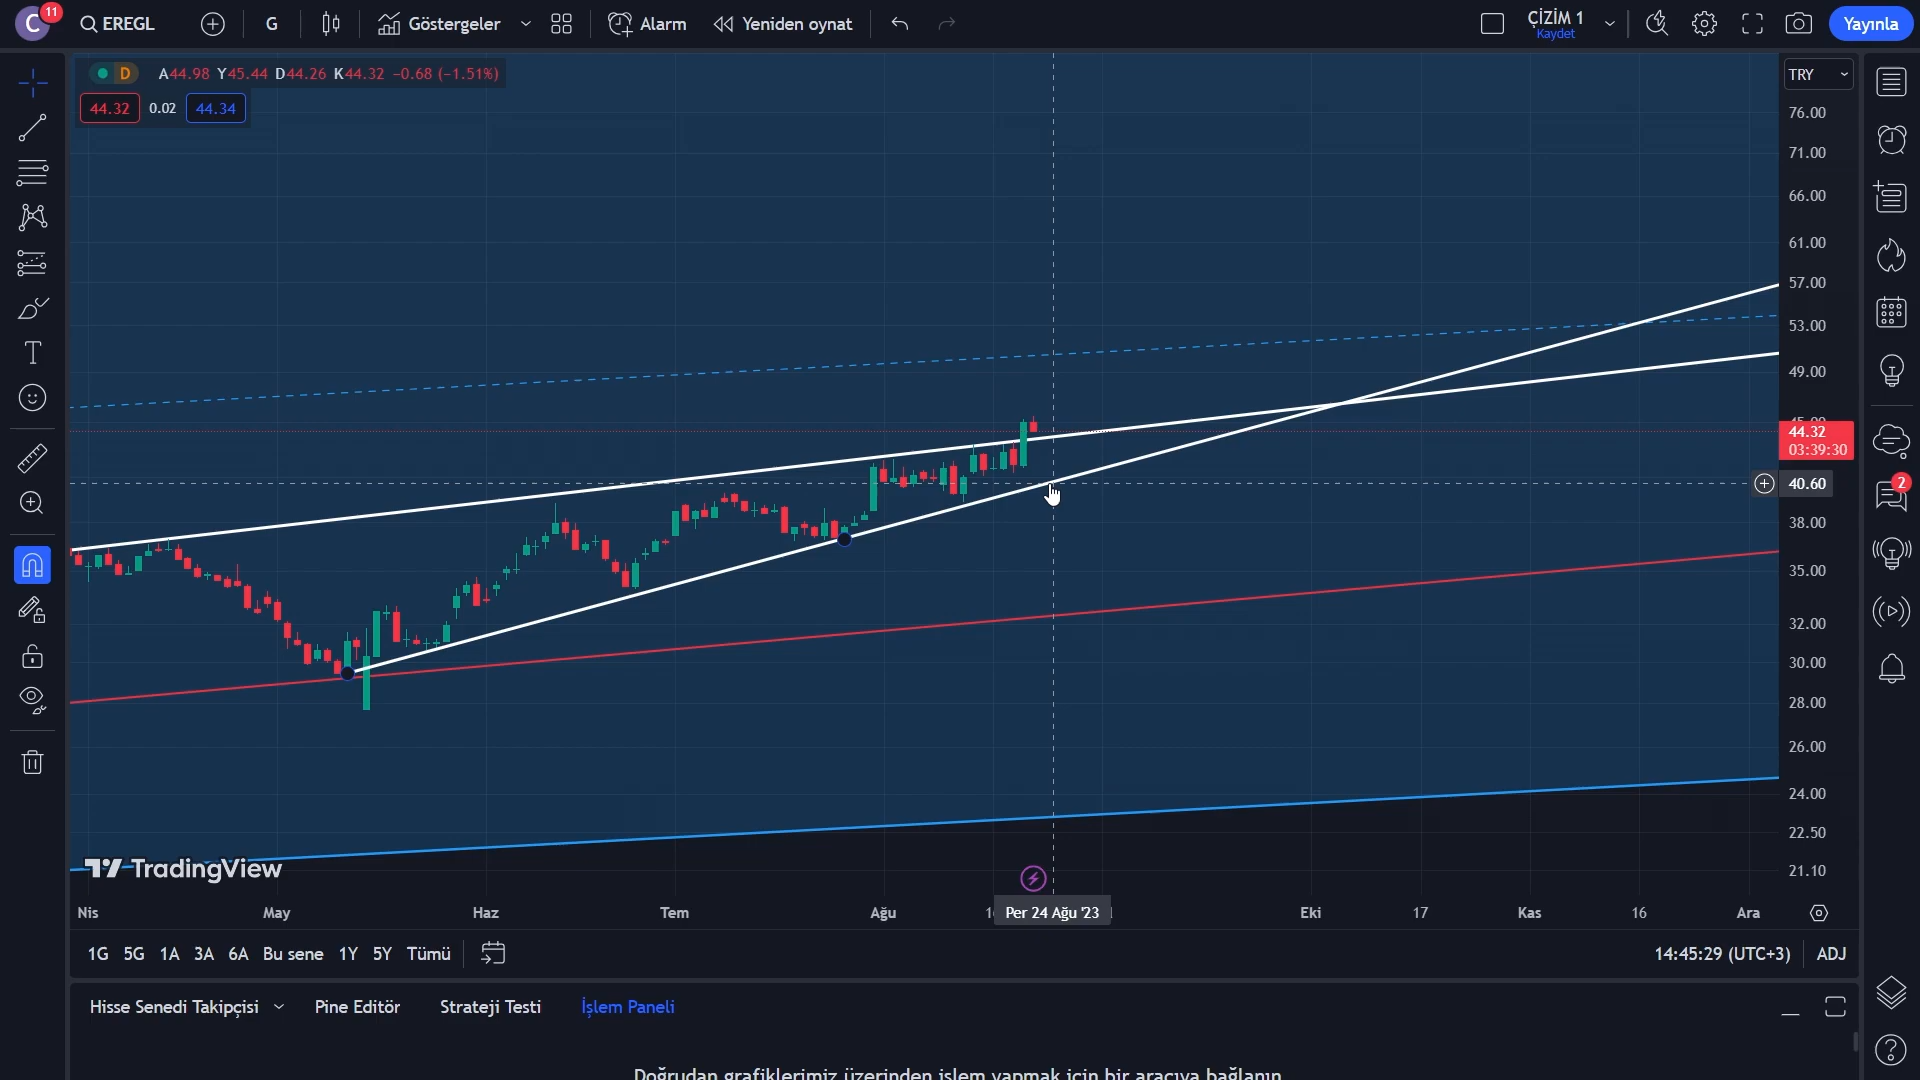 C 11 EREGL G Göstergeler Alarm Yeniden oynat ÇİZİM 1 Kaydet Yayınla
D A44.98 Y45.44 D44.26 K44.32 -0.68 (-1.51%) TRY
44.32 0.02 44.34
76.00
71.00
66.00
61.00
57.00
53.00
49.00
44.32
03:39:30
40.60
2
38.00
35.00
32.00
30.00
28.00
26.00
24.00
22.50
21.10
TradingView
Nis May Haz Tem Ağu Per 24 Ağu '23 Eki 17 Kas 16 Ara
1G 5G 1A 3A 6A Bu sene 1Y 5Y Tümü 14:45:29 (UTC+3) ADJ
Hisse Senedi Takipçisi Pine Editör Strateji Testi İşlem Paneli
Doğrudan grafiklerimiz üzerinden işlem yapmak için bir aracıya bağlanın